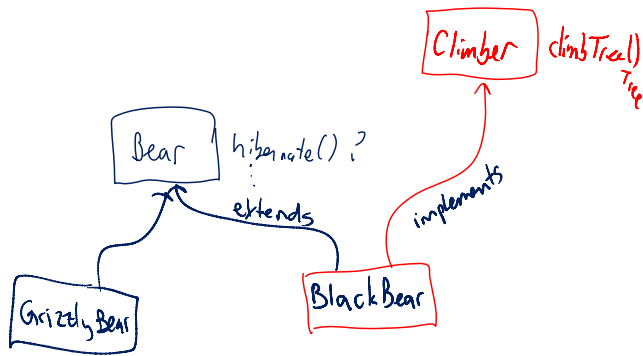 Climber climbTree()
Tree
Bear hibernate() ?
extends
implements
GrizzlyBear
BlackBear